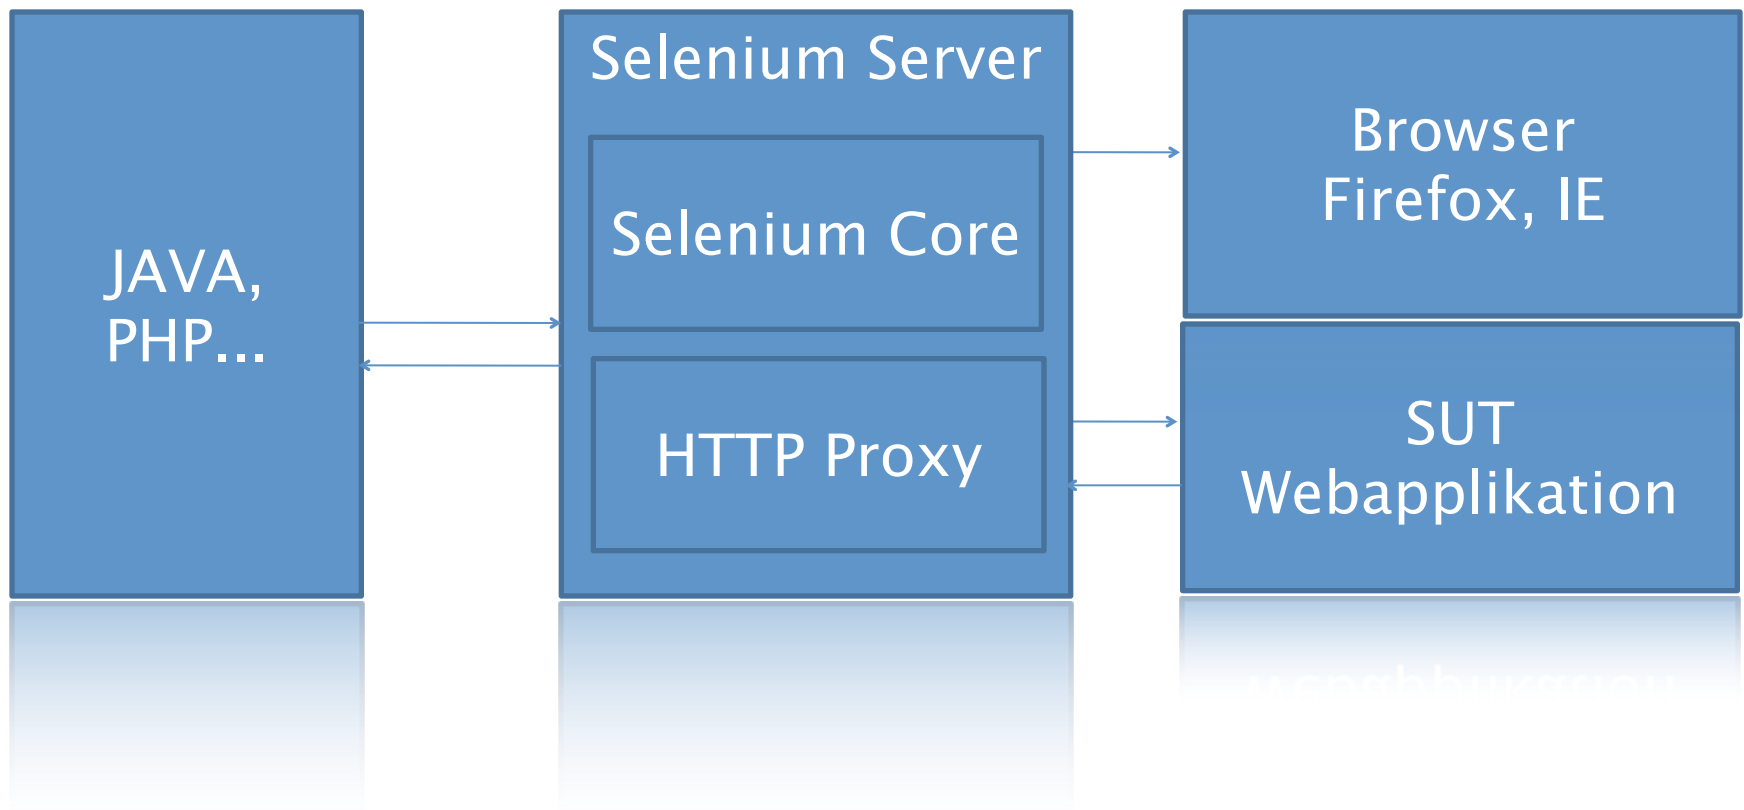 JAVA,
PHP...
Selenium Server
Selenium Core
HTTP Proxy
Browser
Firefox, IE
SUT
Webapplikation